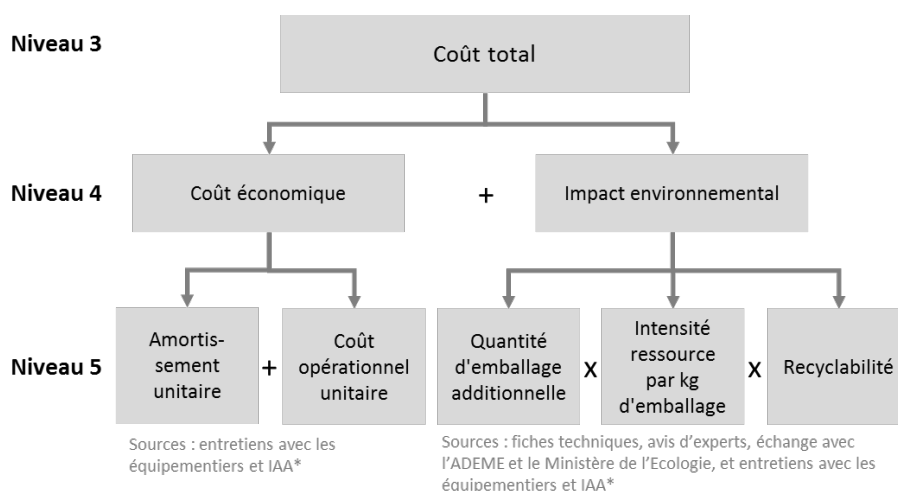 Niveau 3
Coût total
Niveau 4
Coût économique
+
Impact environnemental
Niveau 5
Amortis-
sement
unitaire
+
Coût
opérationnel
unitaire
Quantité
d'emballage
additionnelle
x
Intensité
ressource
par kg
d'emballage
x
Recyclabilité
Sources : entretiens avec les
équipementiers et IAA*
Sources : fiches techniques, avis d'experts, échange avec
l'ADEME et le Ministère de l'Ecologie, et entretiens avec les
équipementiers et IAA*